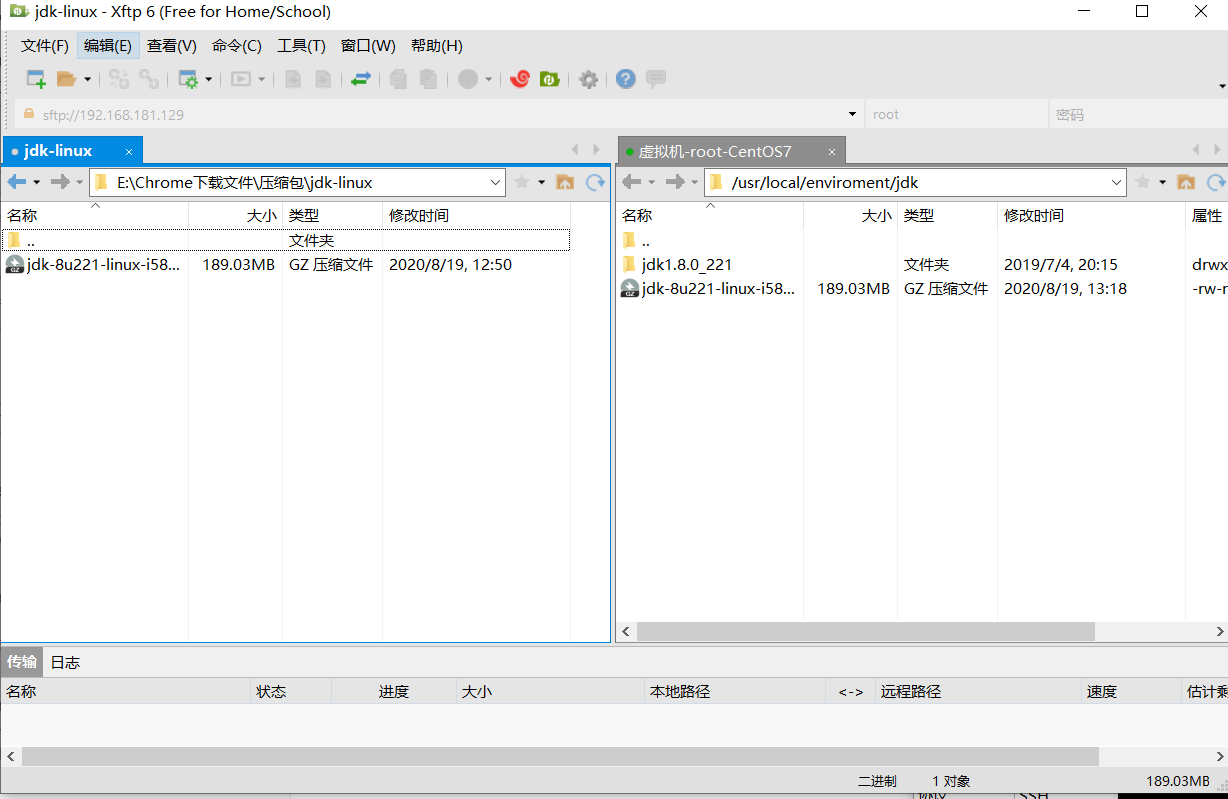 jdk-linux - Xftp 6 (Free for Home/School)
文件(F) 编辑(E) 查看(V) 命令(C) 工具(T) 窗口(W) 帮助(H)
sftp://192.168.181.129 root 密码
jdk-linux × 虚拟机-root-CentOS7 ×
E:\Chrome下载文件\压缩包\jdk-linux /usr/local/enviroment/jdk
名称 大小 类型 修改时间 名称 大小 类型 修改时间 属性
.. 文件夹 ..
jdk-8u221-linux-i58... 189.03MB GZ 压缩文件 2020/8/19, 12:50 jdk1.8.0_221 文件夹 2019/7/4, 20:15 drwx
jdk-8u221-linux-i58... 189.03MB GZ 压缩文件 2020/8/19, 13:18 -rw-r
传输 日志
名称 状态 进度 大小 本地路径 <-> 远程路径 速度 估计剩
二进制 1 对象 189.03MB